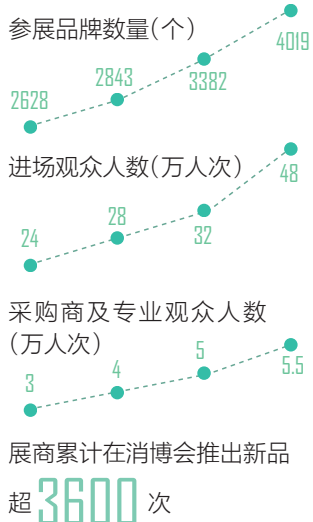 参展品牌数量(个)
2628
2843
3382
4019
进场观众人数(万人次)
24
28
32
48
采购商及专业观众人数
(万人次)
3
4
5
5.5
展商累计在消博会推出新品
超3600次